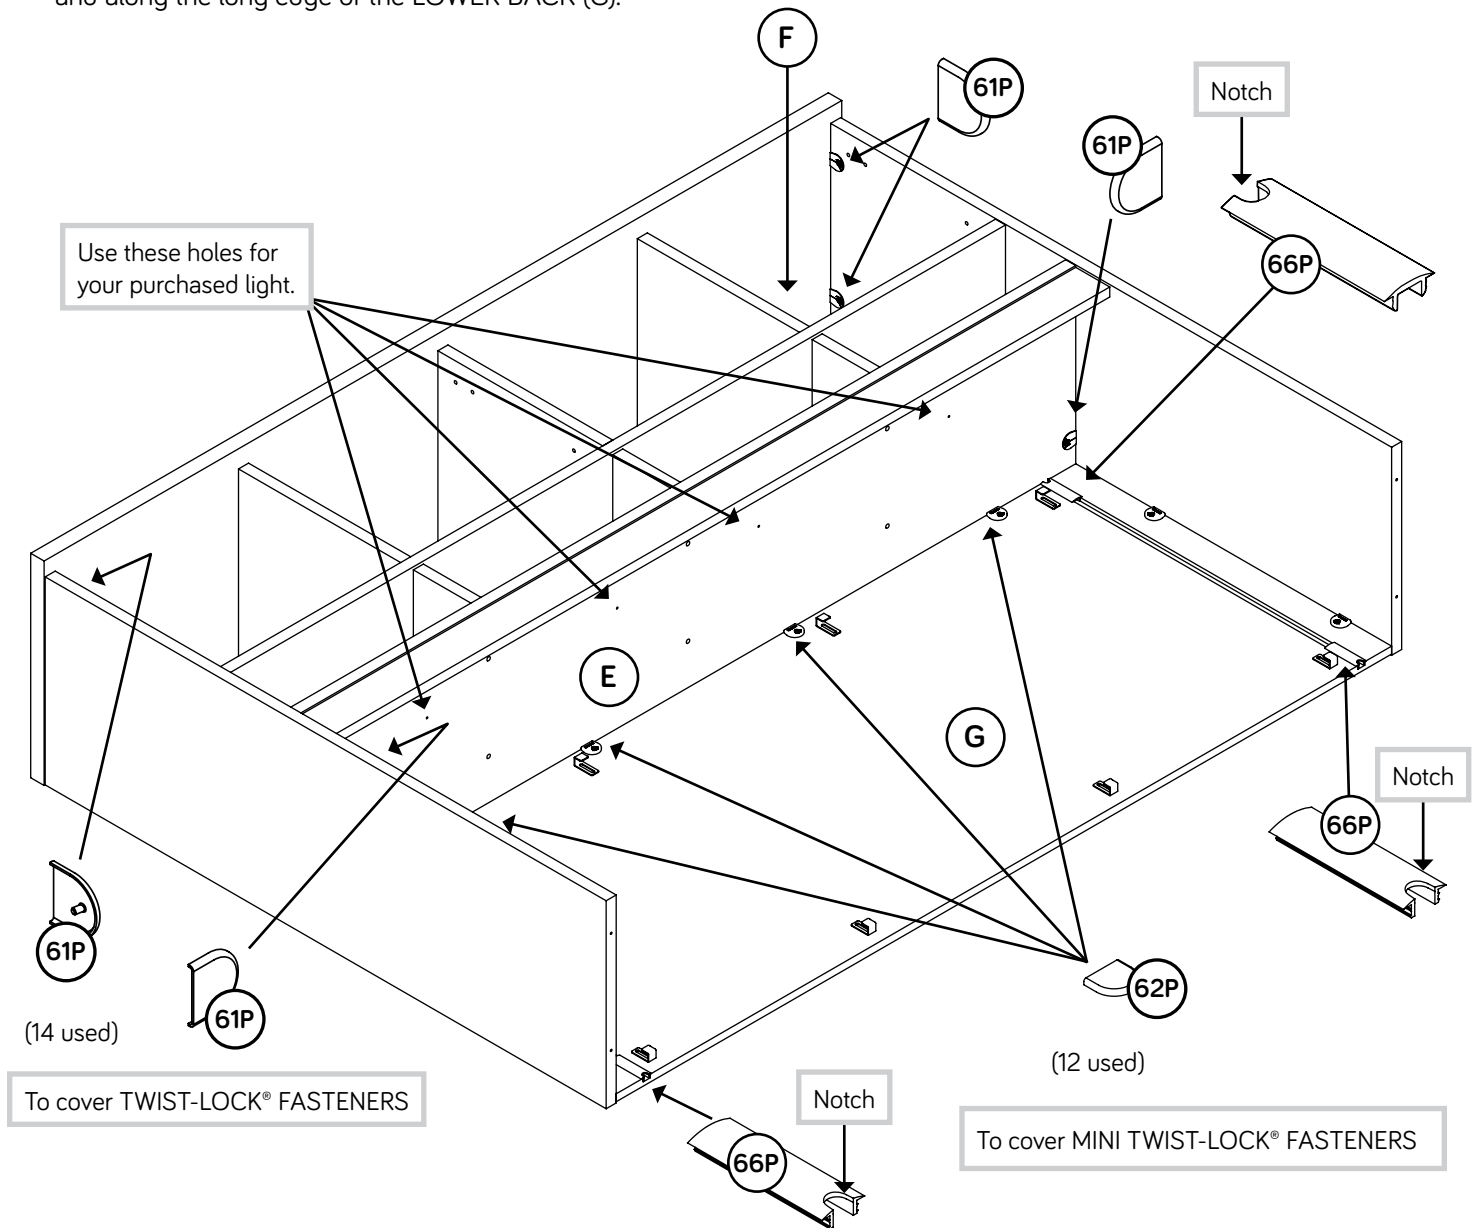 and along the long edge of the LOWER BACK (G).
F
61P
Notch
61P
66P
Use these holes for
your purchased light.
E
G
Notch
66P
61P
61P
62P
(14 used)
(12 used)
To cover TWIST-LOCK® FASTENERS
Notch
66P
To cover MINI TWIST-LOCK® FASTENERS